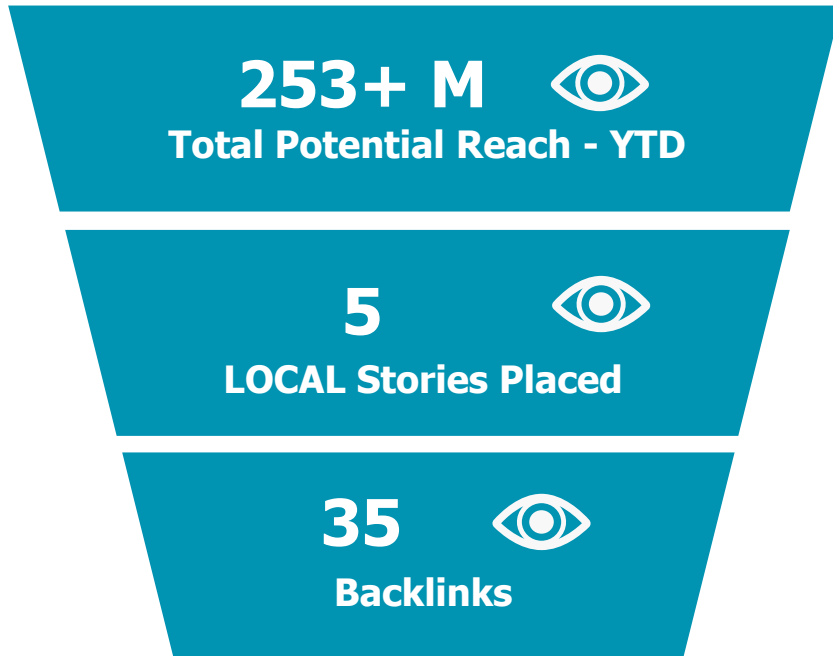 253+ M
Total Potential Reach - YTD
5
LOCAL Stories Placed
35
Backlinks